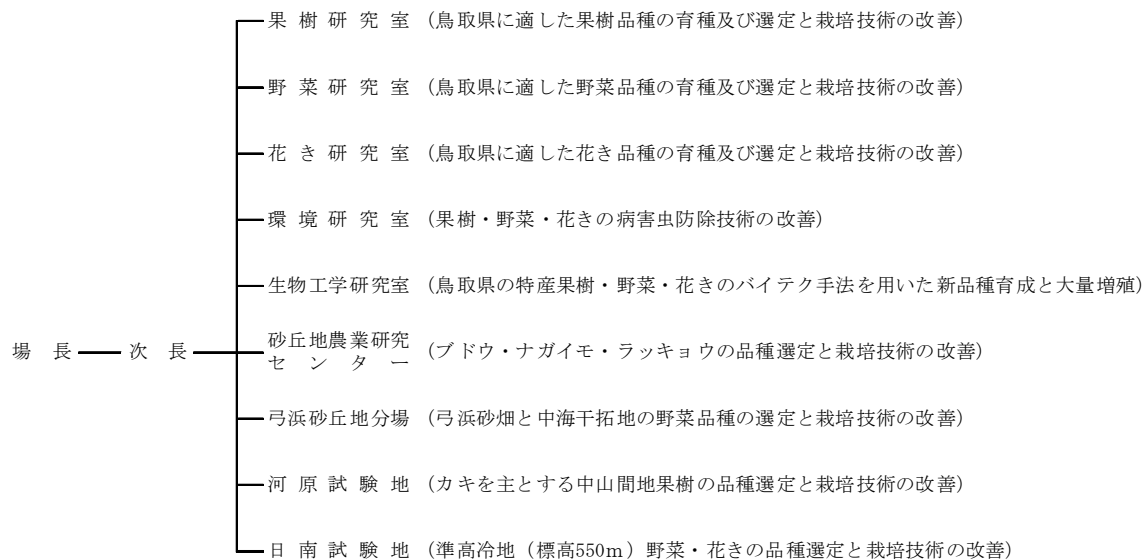 果樹研究室 (鳥取県に適した果樹品種の育種及び選定と栽培技術の改善)
野菜研究室 (鳥取県に適した野菜品種の育種及び選定と栽培技術の改善)
花き研究室 (鳥取県に適した花き品種の育種及び選定と栽培技術の改善)
環境研究室 (果樹・野菜・花きの病害虫防除技術の改善)
生物工学研究室 (鳥取県の特産果樹・野菜・花きのバイテク手法を用いた新品種育成と大量増殖)
場長 次長
砂丘地農業研究
センター (ブドウ・ナガイモ・ラッキョウの品種選定と栽培技術の改善)
弓浜砂丘地分場 (弓浜砂畑と中海干拓地の野菜品種の選定と栽培技術の改善)
河原試験地 (カキを主とする中山間地果樹の品種選定と栽培技術の改善)
日南試験地 (準高冷地(標高550m)野菜・花きの品種選定と栽培技術の改善)